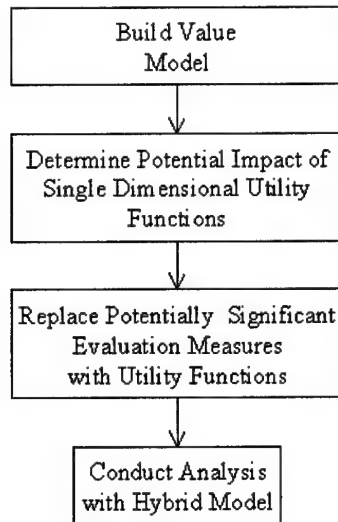 Build Value
Model
Determine Potential Impact of
Single Dimensional Utility
Functions
Replace Potentially Significant
Evaluation Measures
with Utility Functions
Conduct Analysis
with Hybrid Model